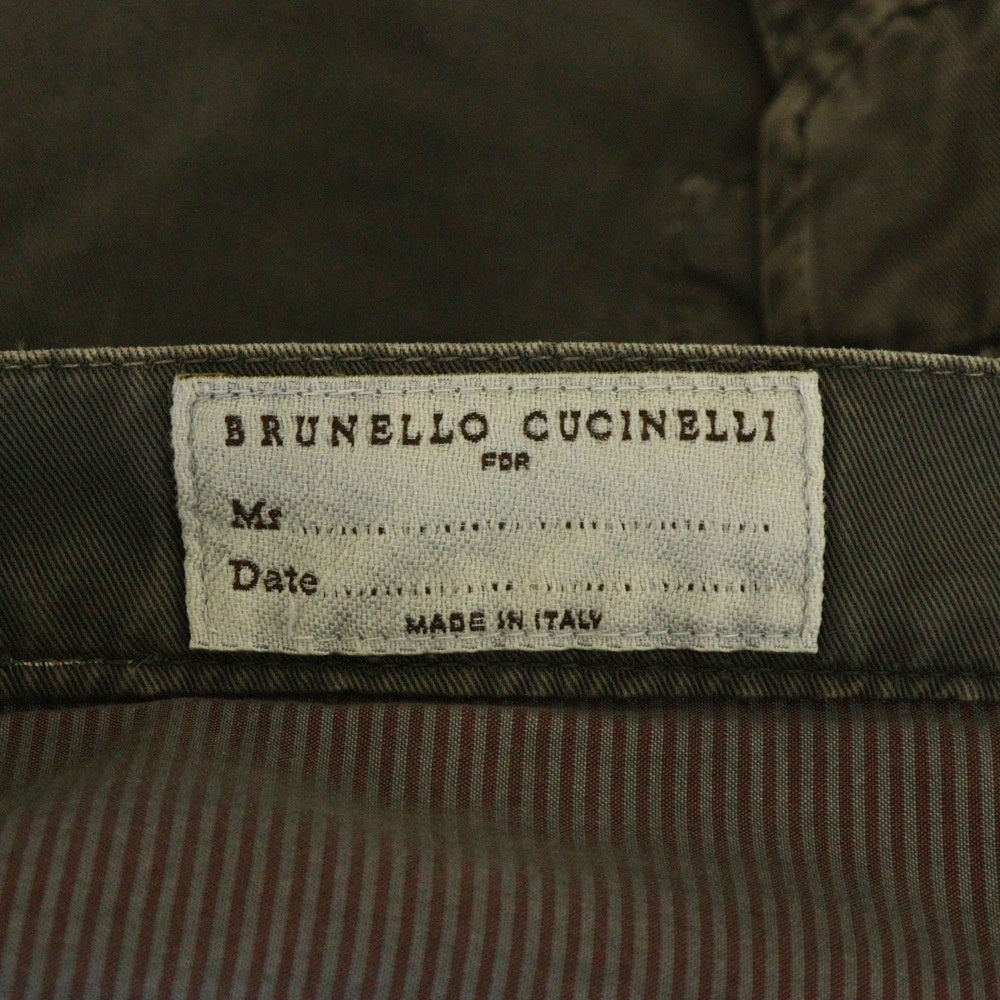 BRUNELLO CUCINELLI
FOR
Mr ........................................
Date ........................................
MADE IN ITALY